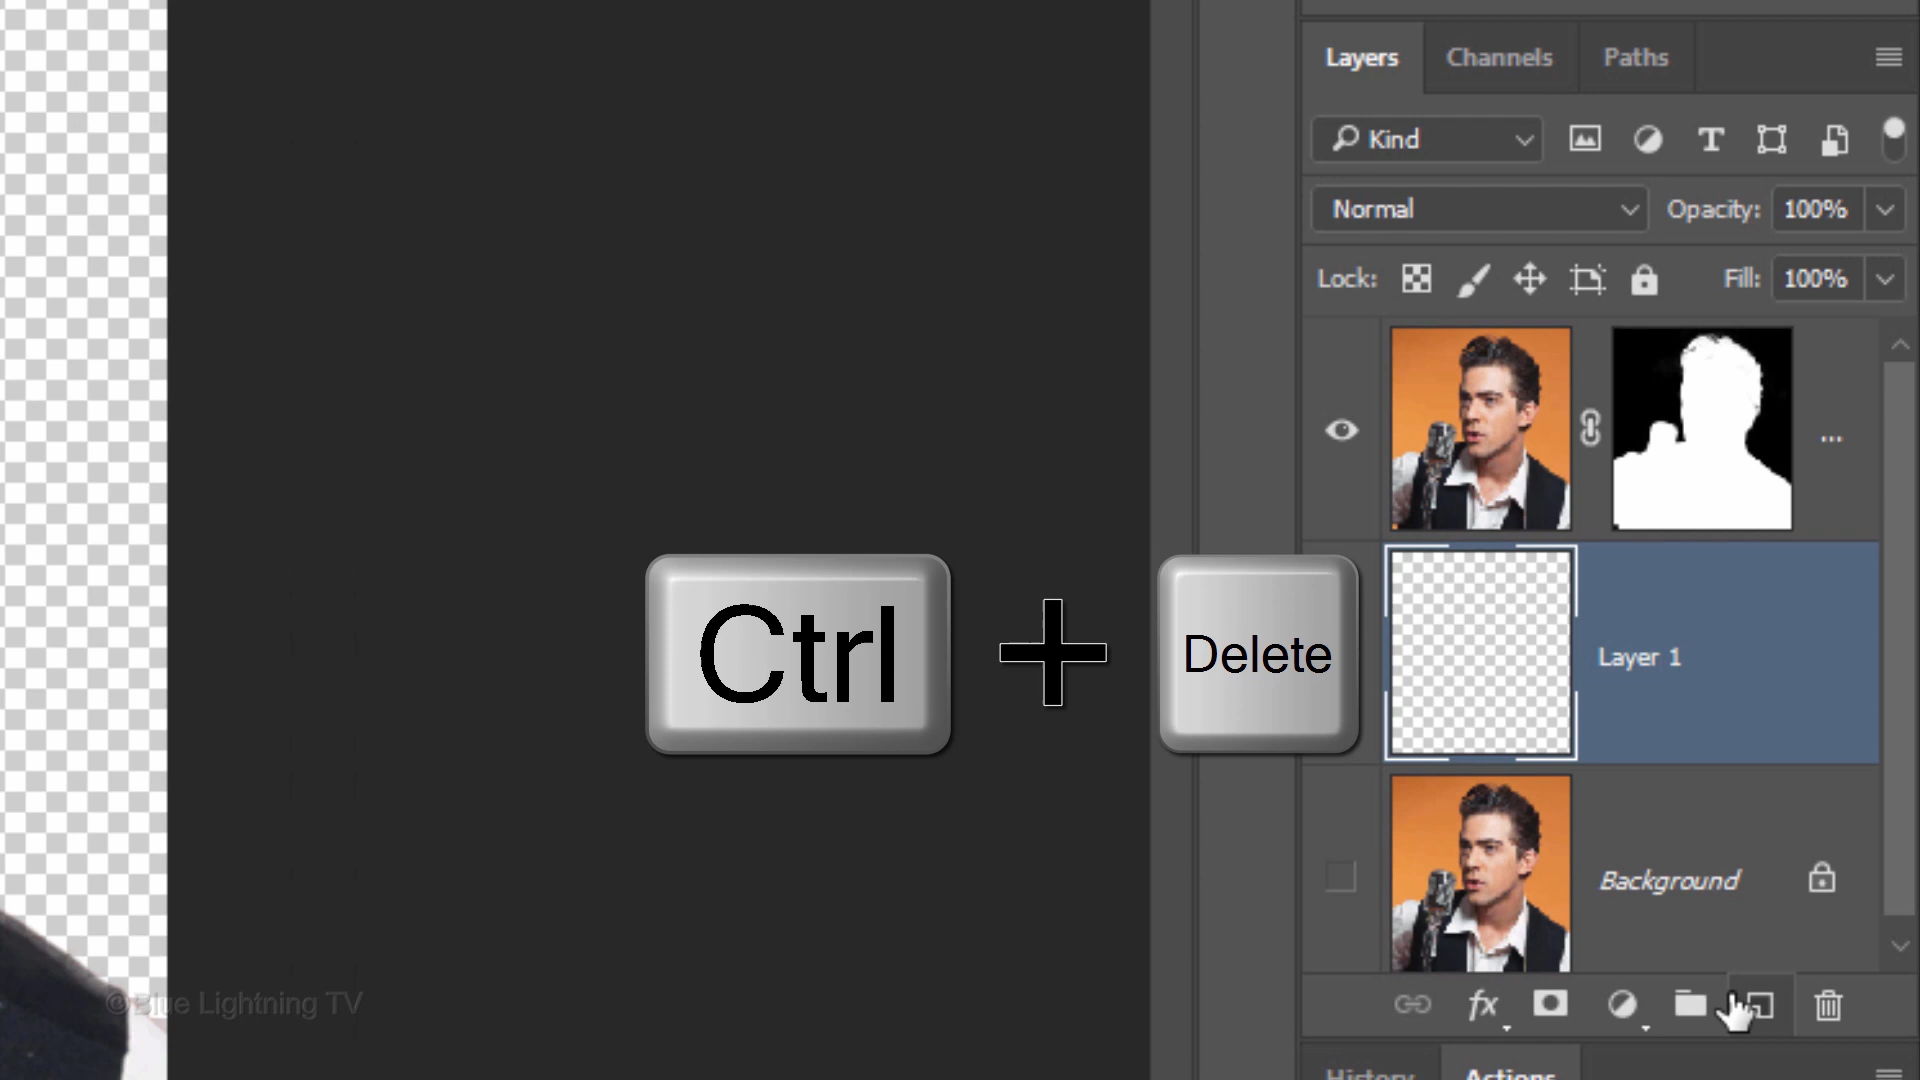 Layers Channels Paths
Kind
Normal Opacity: 100%
Lock: Fill: 100%
...
Ctrl + Delete
Layer 1
Background
©Blue Lightning TV
fx
History Actions